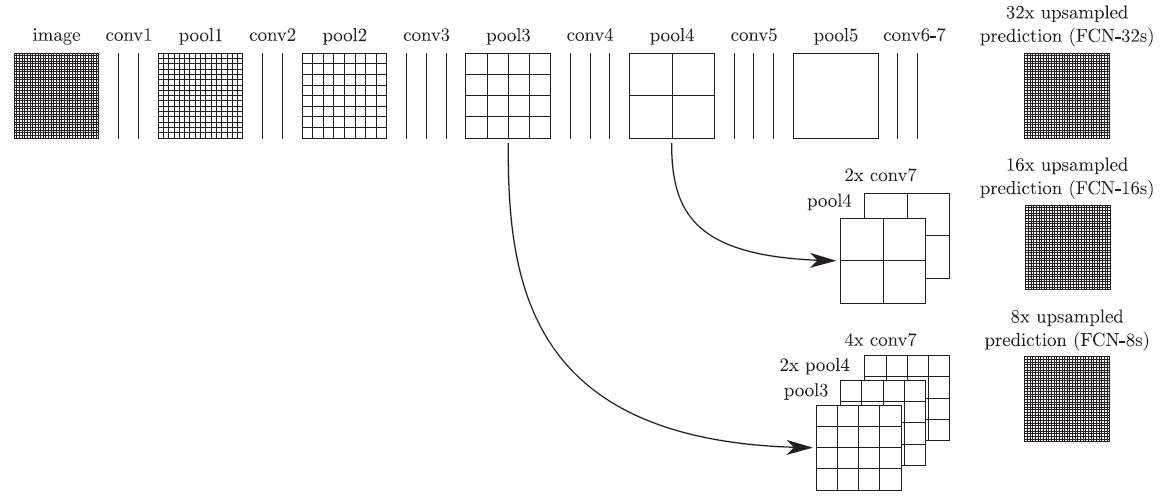 image conv1 pool1 conv2 pool2 conv3 pool3 conv4 pool4 conv5 pool5 conv6-7
32x upsampled
prediction (FCN-32s)
2x conv7
pool4
16x upsampled
prediction (FCN-16s)
4x conv7
2x pool4
pool3
8x upsampled
prediction (FCN-8s)